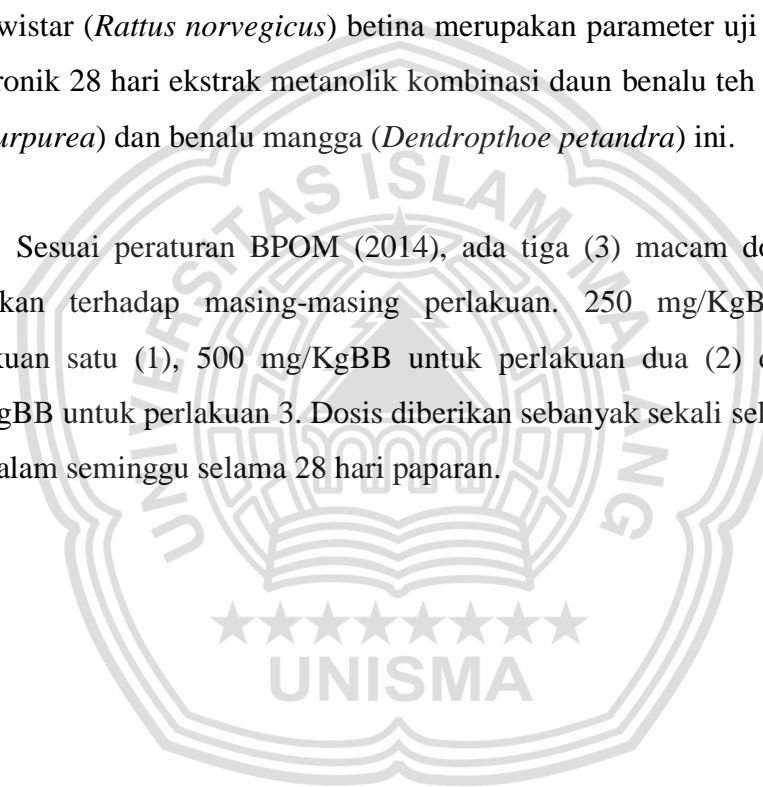 wistar (Rattus norvegicus) betina merupakan parameter uji
ronik 28 hari ekstrak metanolik kombinasi daun benalu teh
urpurea) dan benalu mangga (Dendropthoe petandra) ini.
Sesuai peraturan BPOM (2014), ada tiga (3) macam do
kan terhadap masing-masing perlakuan. 250 mg/KgB
kuan satu (1), 500 mg/KgBB untuk perlakuan dua (2)
gBB untuk perlakuan 3. Dosis diberikan sebanyak sekali sel
alam seminggu selama 28 hari paparan.
UNIVERSITAS ISLAM MALANG
UNISMA